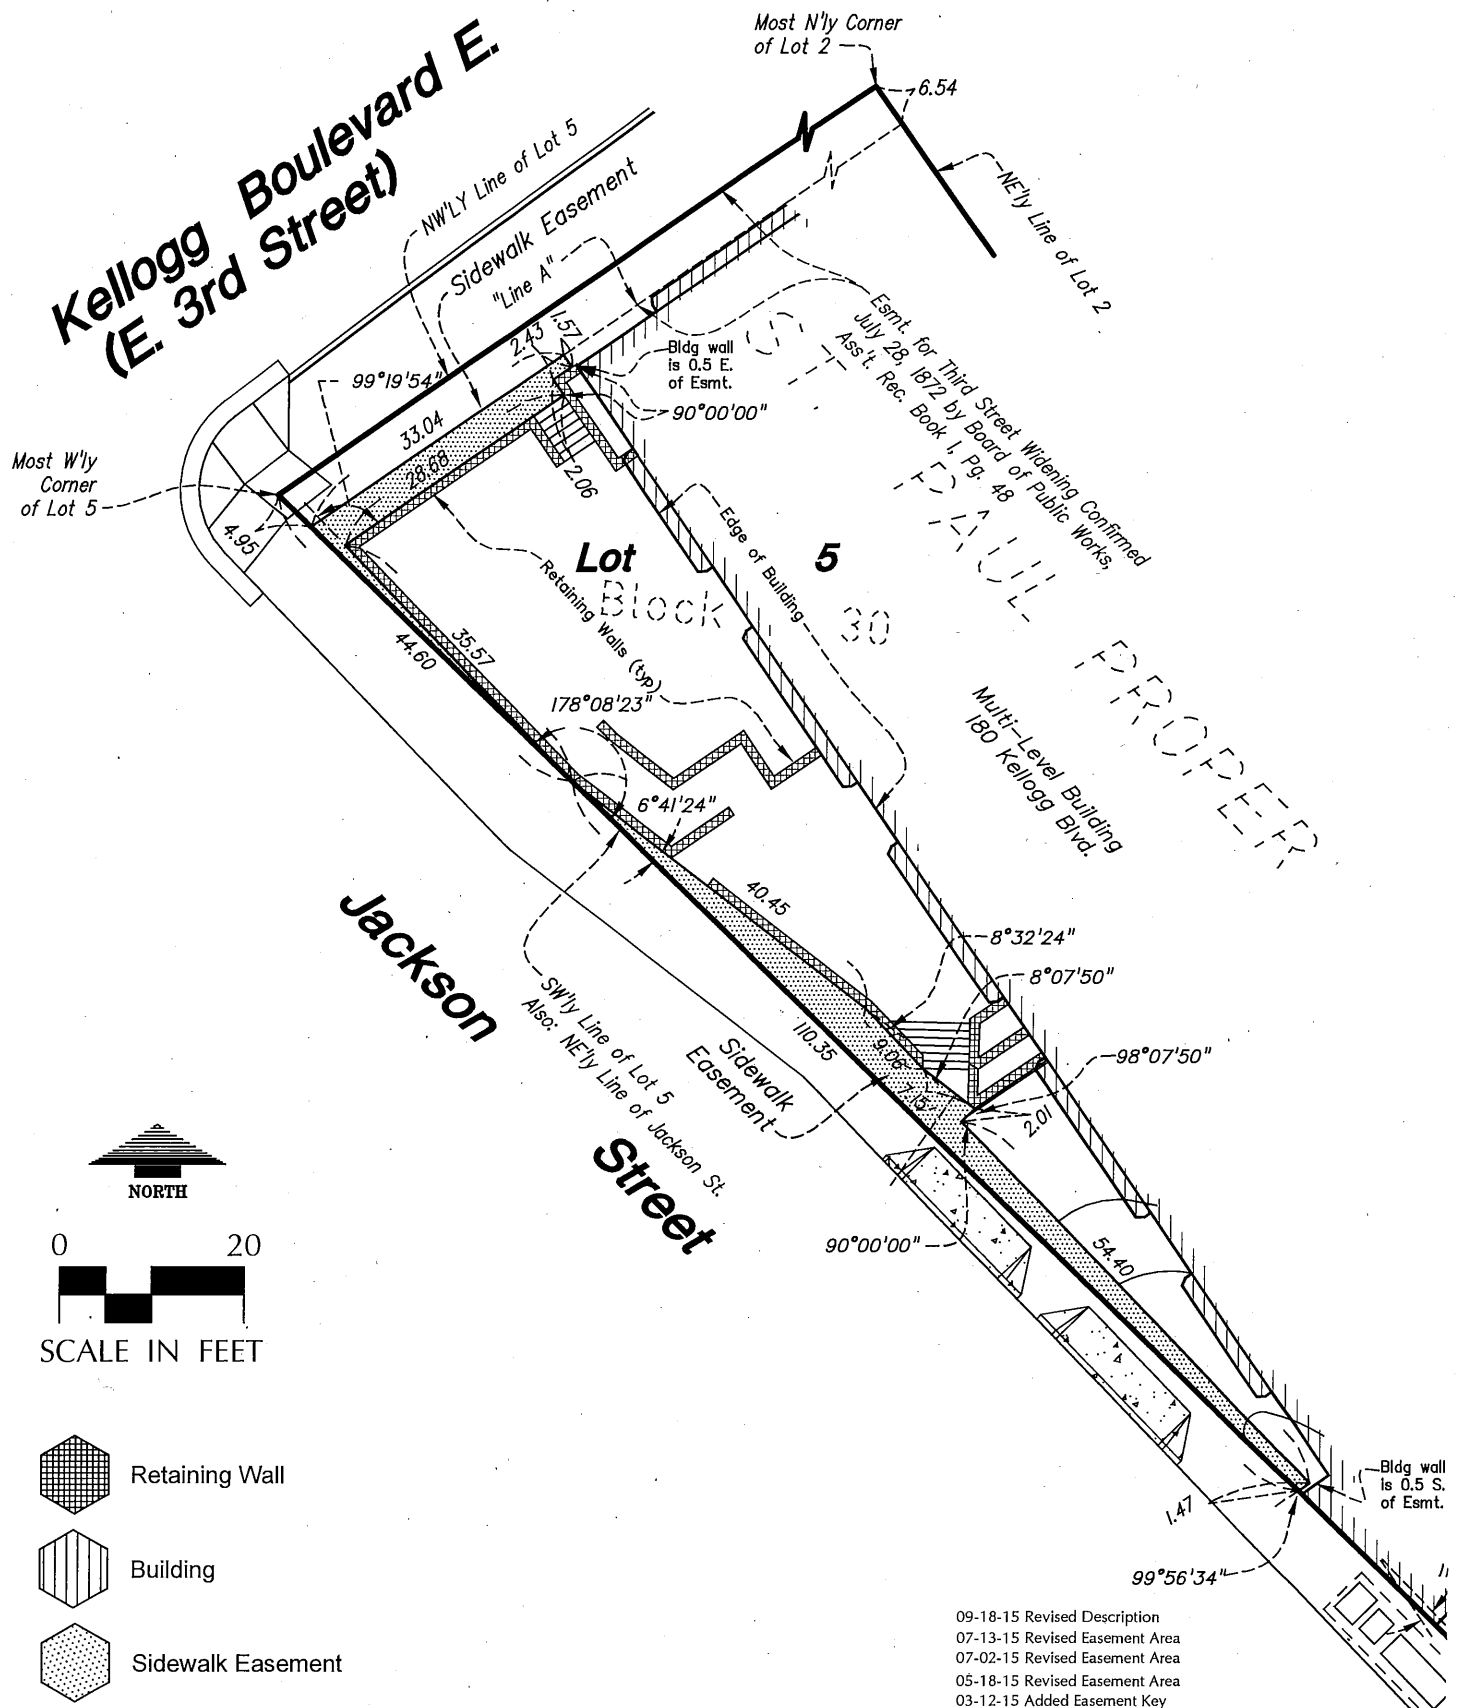 Most N'ly Corner
of Lot 2
6.54
Kellogg Boulevard E.
(E. 3rd Street)
NW'LY Line of Lot 5
Sidewalk Easement
"Line A"
NE'ly Line of Lot 2
Esmt. for Third Street Widening Confirmed
July 28, 1872 by Board of Public Works,
Ass't. Rec. Book 1, Pg. 48
2.43
1.57
Bldg wall
is 0.5 E.
of Esmt.
99°19'54"
90°00'00"
33.04
28.68
2.06
Most W'ly
Corner
of Lot 5
4.95
ST PAUL PROPER
Lot 5
Block 30
Edge of Building
Retaining Walls (typ)
44.60
35.57
178°08'23"
Multi-Level Building
180 Kellogg Blvd.
6°41'24"
40.45
8°32'24"
8°07'50"
Jackson
Street
SW'ly Line of Lot 5
Also: NE'ly Line of Jackson St.
110.35
Sidewalk
Easement
9.06
7.15
98°07'50"
2.01
90°00'00"
54.40
NORTH
0 20
SCALE IN FEET
Retaining Wall
Building
Sidewalk Easement
Bldg wall
is 0.5 S.
of Esmt.
1.47
99°56'34"
09-18-15 Revised Description
07-13-15 Revised Easement Area
07-02-15 Revised Easement Area
05-18-15 Revised Easement Area
03-12-15 Added Easement Key